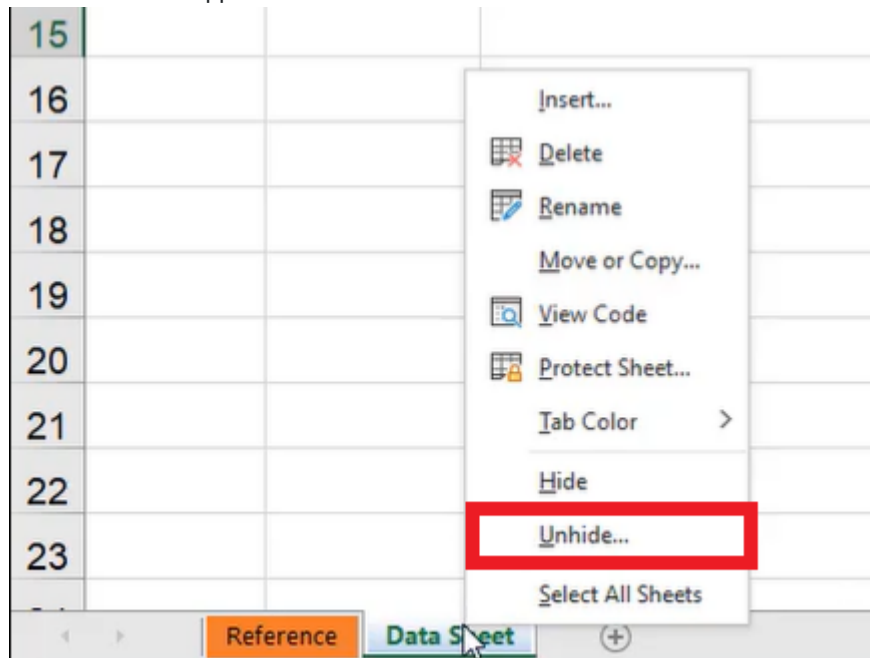 15
16
17
18
19
20
21
22
23
Insert...
Delete
Rename
Move or Copy...
View Code
Protect Sheet...
Tab Color
Hide
Unhide...
Select All Sheets
Reference
Data Sheet